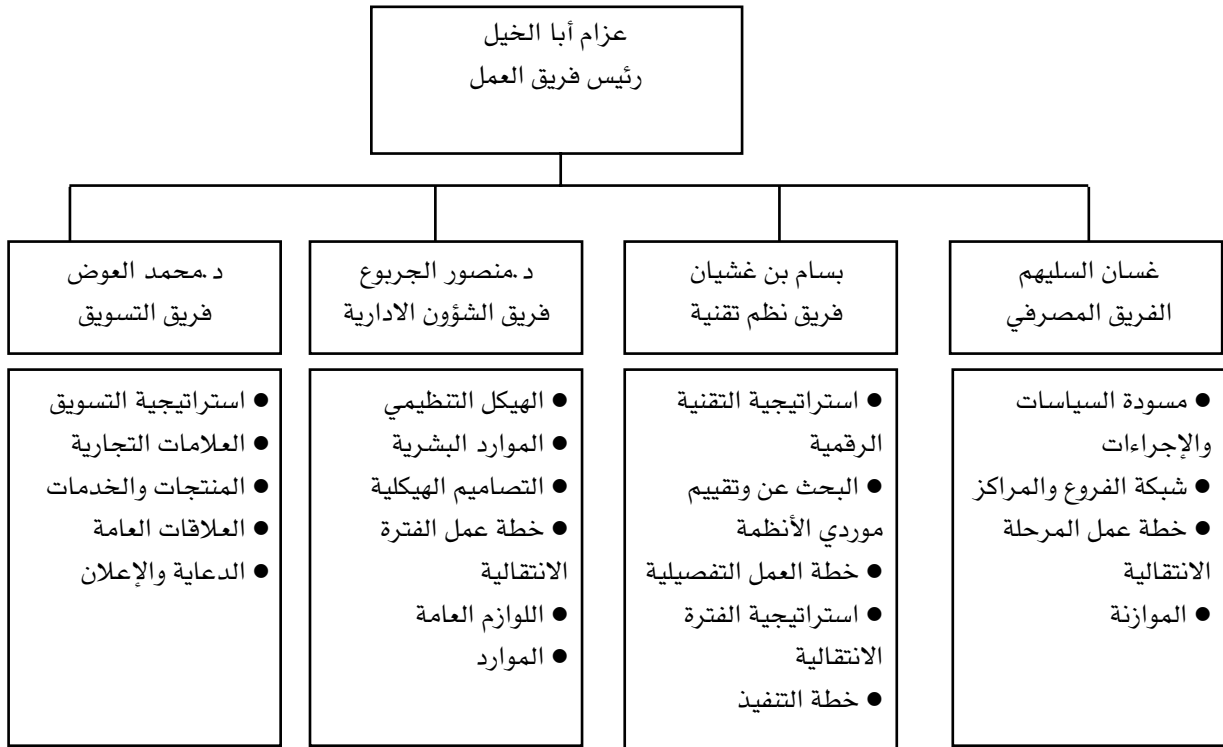 عزام أبا الخيل
رئيس فريق العمل
غسان السليهم
الفريق المصرفي
● مسودة السياسات
والإجراءات
● شبكة الفروع والمراكز
● خطة عمل المرحلة
الانتقالية
● الموازنة
بسام بن غشيان
فريق نظم تقنية
● استراتيجية التقنية
الرقمية
● البحث عن وتقييم
موردي الأنظمة
● خطة العمل التفصيلية
● استراتيجية الفترة
الانتقالية
● خطة التنفيذ
د.منصور الجربوع
فريق الشؤون الادارية
● الهيكل التنظيمي
● الموارد البشرية
● التصاميم الهيكلية
● خطة عمل الفترة
الانتقالية
● اللوازم العامة
● الموارد
د.محمد العوض
فريق التسويق
● استراتيجية التسويق
● العلامات التجارية
● المنتجات والخدمات
● العلاقات العامة
● الدعاية والإعلان